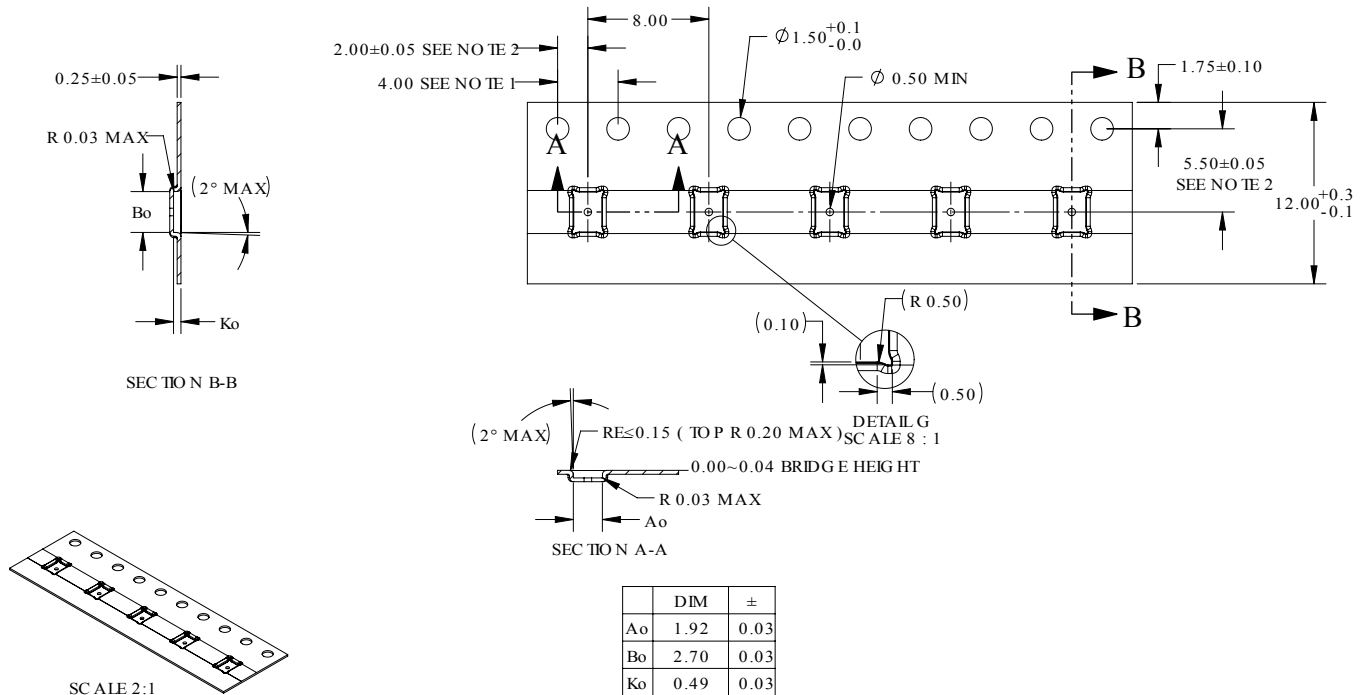 8.00
2.00±0.05 SEE NOTE 2
4.00 SEE NOTE 1
Ø1.50 +0.1 -0.0
Ø 0.50 MIN
B
1.75±0.10
0.25±0.05
R 0.03 MAX
(2° MAX)
Bo
Ko
SECTION B-B
A
A
5.50±0.05
SEE NOTE 2
12.00 +0.3 -0.1
B
(R 0.50)
(0.10)
(0.50)
DETAIL G
SCALE 8 : 1
(2° MAX)
RE≤0.15 ( TOP R 0.20 MAX)
0.00~0.04 BRIDGE HEIGHT
R 0.03 MAX
Ao
SECTION A-A
DIM ±
Ao 1.92 0.03
Bo 2.70 0.03
Ko 0.49 0.03
SCALE 2:1